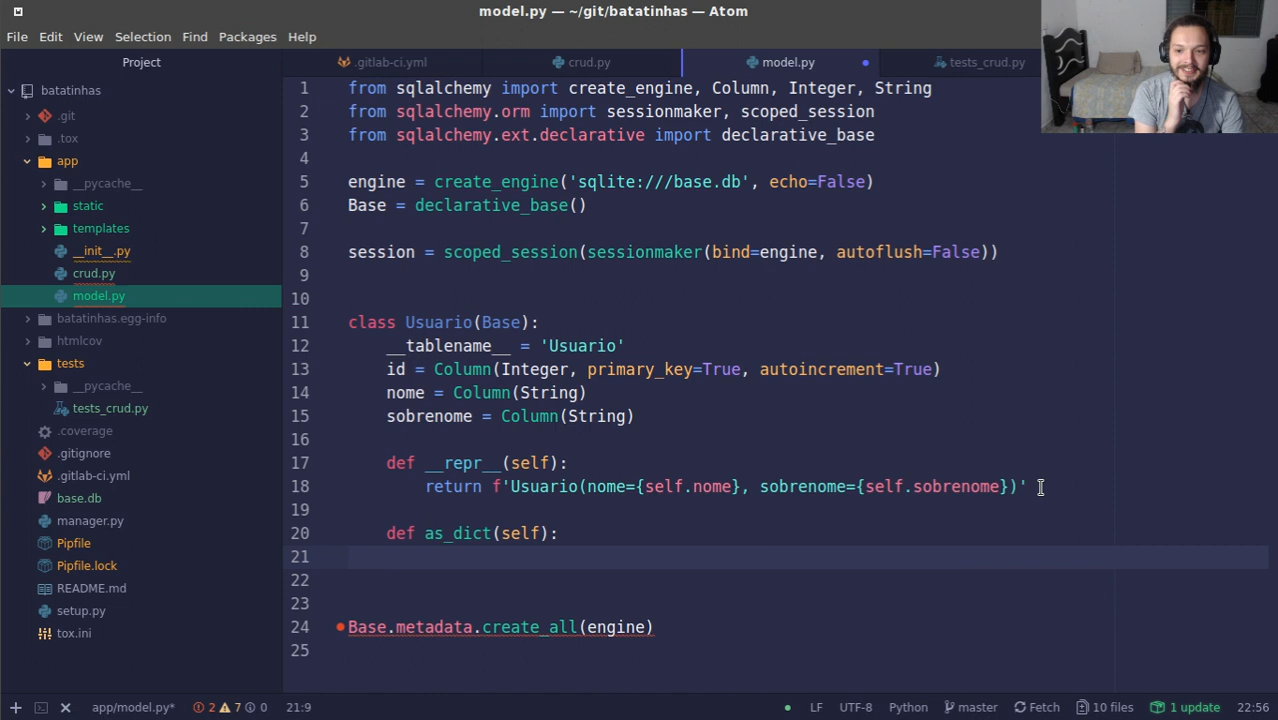 model.py — ~/git/batatinhas — Atom
File Edit View Selection Find Packages Help
Project
.gitlab-ci.yml crud.py model.py tests_crud.py
batatinhas
.git
.tox
app
__pycache__
static
templates
__init__.py
crud.py
model.py
batatinhas.egg-info
htmlcov
tests
__pycache__
tests_crud.py
.coverage
.gitignore
.gitlab-ci.yml
base.db
manager.py
Pipfile
Pipfile.lock
README.md
setup.py
tox.ini
1 from sqlalchemy import create_engine, Column, Integer, String
2 from sqlalchemy.orm import sessionmaker, scoped_session
3 from sqlalchemy.ext.declarative import declarative_base
4
5 engine = create_engine('sqlite:///base.db', echo=False)
6 Base = declarative_base()
7
8 session = scoped_session(sessionmaker(bind=engine, autoflush=False))
9
10
11 class Usuario(Base):
12 __tablename__ = 'Usuario'
13 id = Column(Integer, primary_key=True, autoincrement=True)
14 nome = Column(String)
15 sobrenome = Column(String)
16
17 def __repr__(self):
18 return f'Usuario(nome={self.nome}, sobrenome={self.sobrenome})'
19
20 def as_dict(self):
21
22
23
24 Base.metadata.create_all(engine)
25
app/model.py* 2 7 0 21:9 LF UTF-8 Python master Fetch 10 files 1 update 22:56